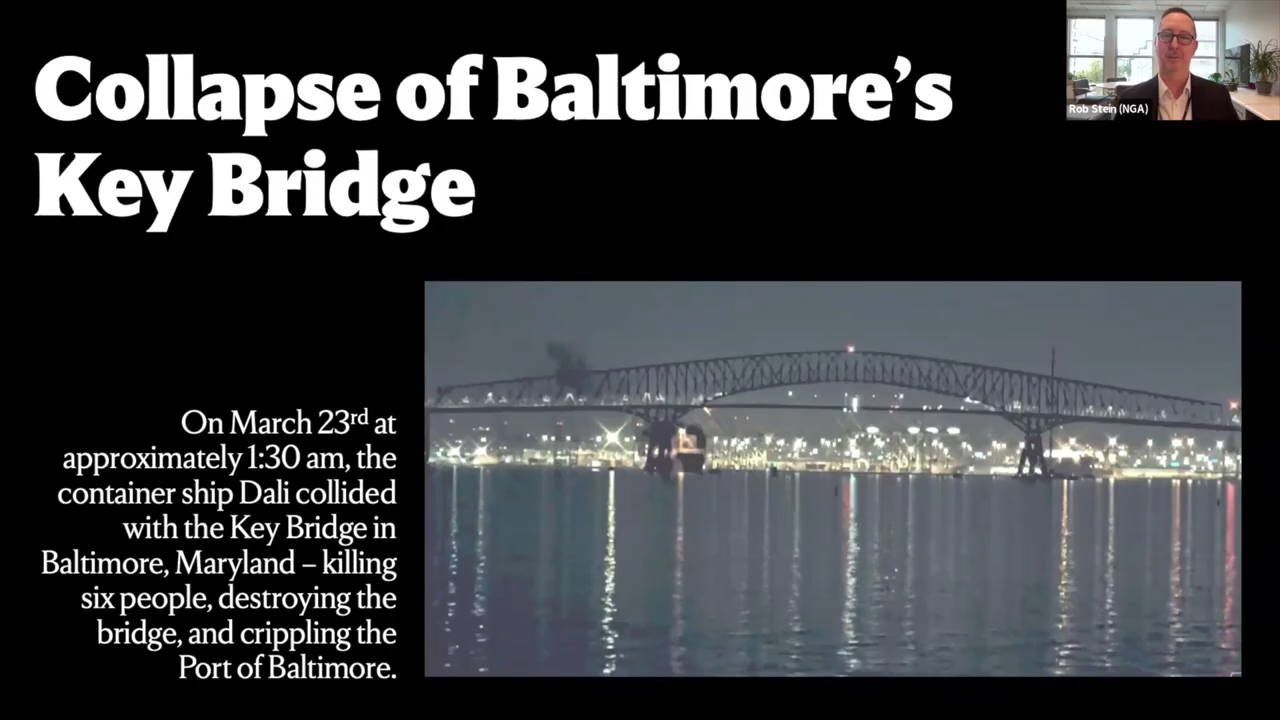 Collapse of Baltimore’s
Key Bridge
Rob Stein (NGA)
On March 23rd at
approximately 1:30 am, the
container ship Dali collided
with the Key Bridge in
Baltimore, Maryland – killing
six people, destroying the
bridge, and crippling the
Port of Baltimore.